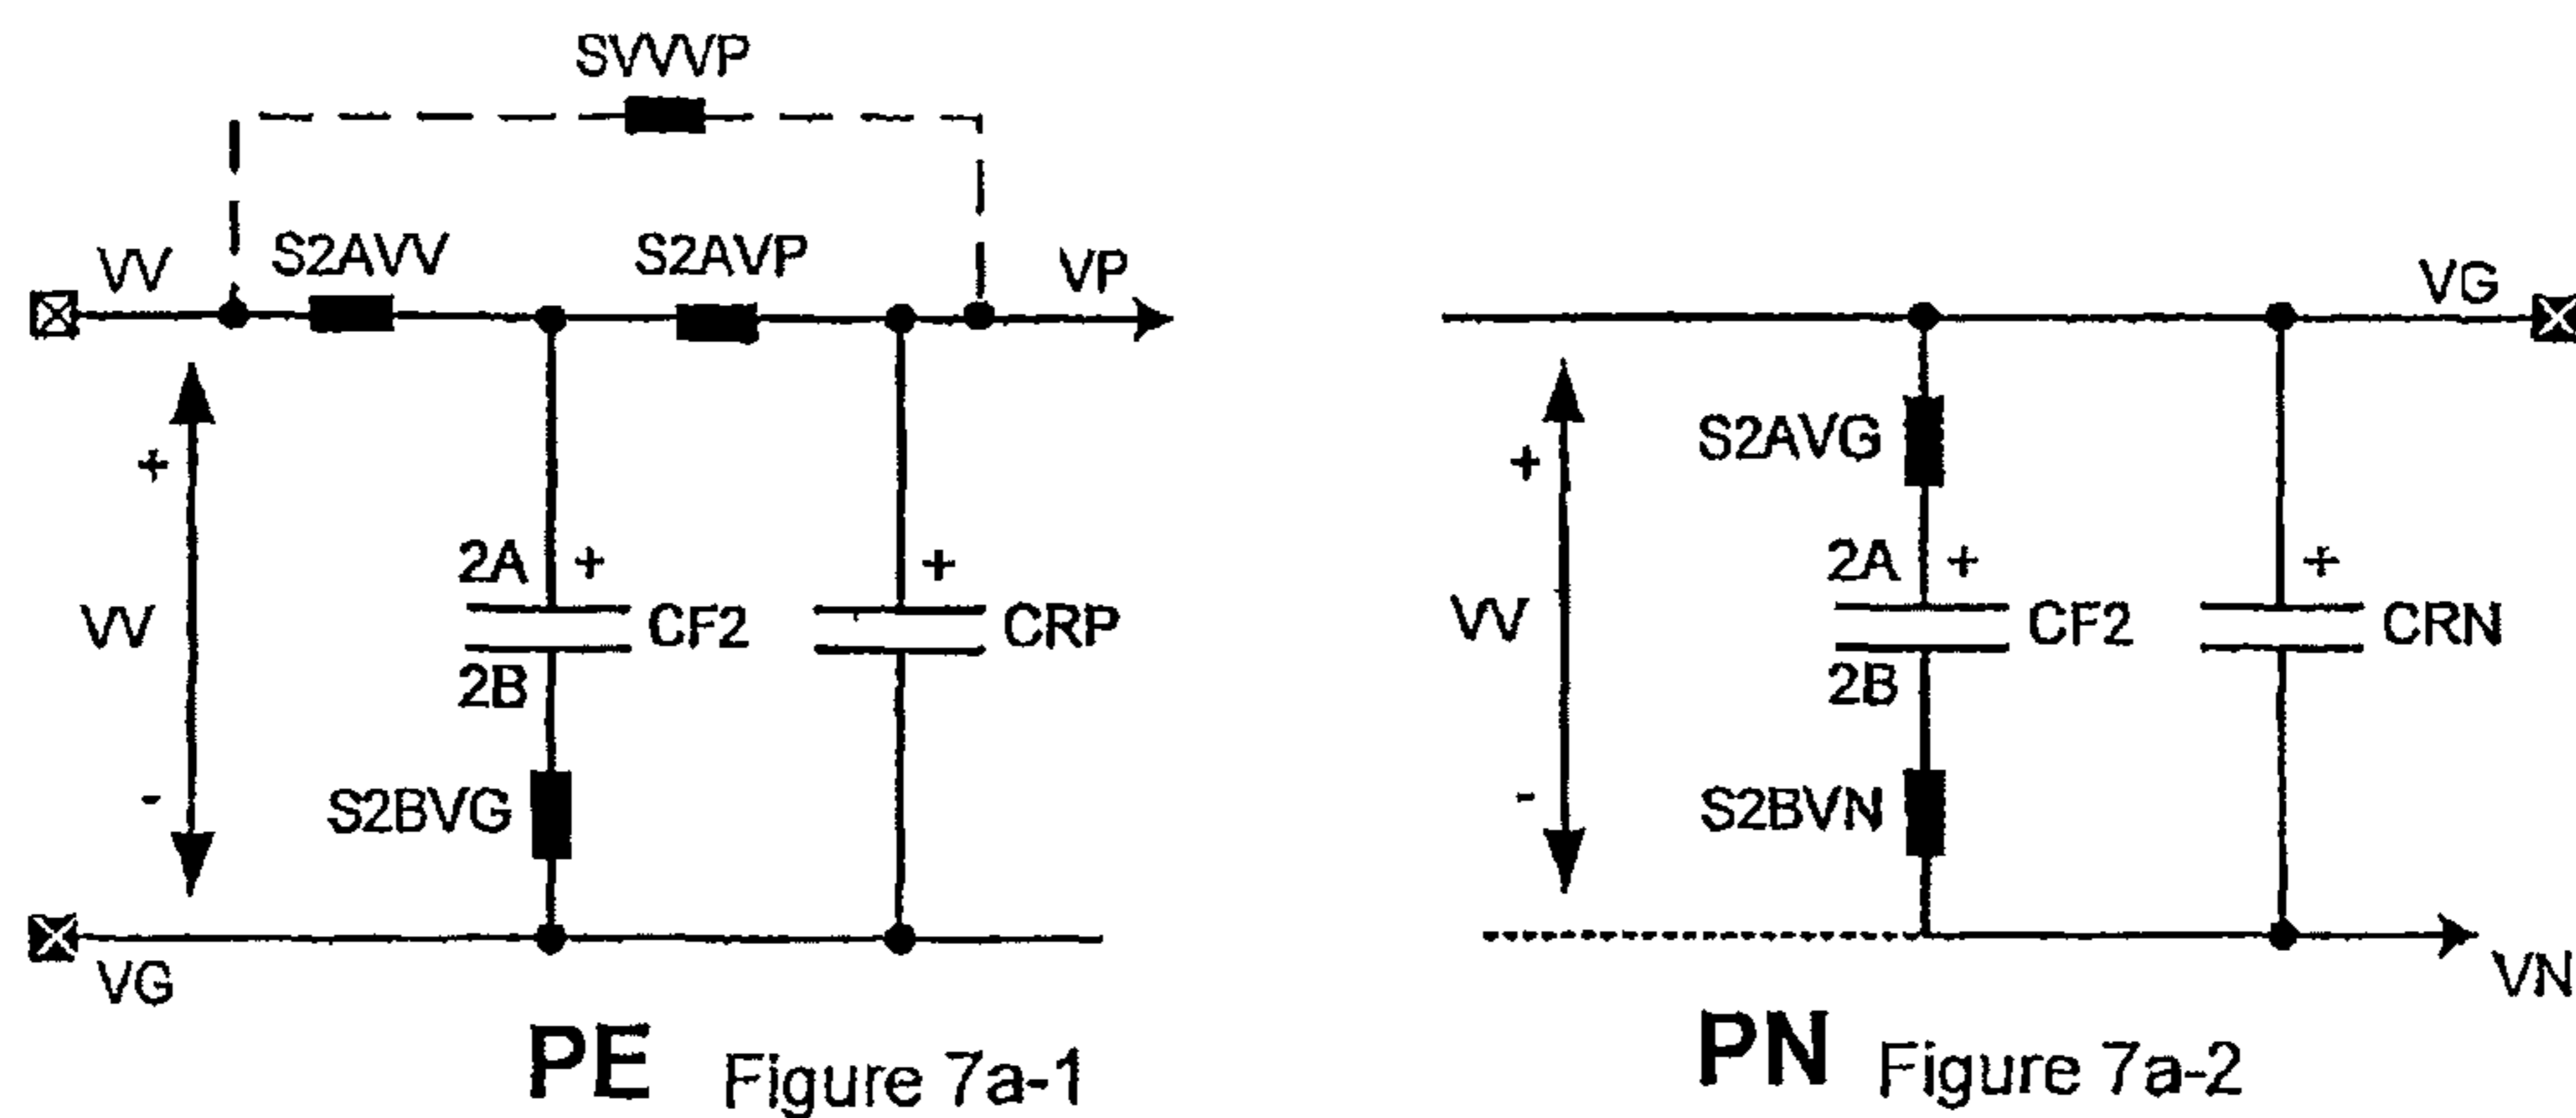 SVVVP
VV
S2AVV
S2AVP
VP
+
VV
-
2A +
CF2
2B
S2BVG
+
CRP
VG
PE Figure 7a-1
VG
+
VV
-
S2AVG
2A +
CF2
2B
S2BVN
+
CRN
VN
PN Figure 7a-2